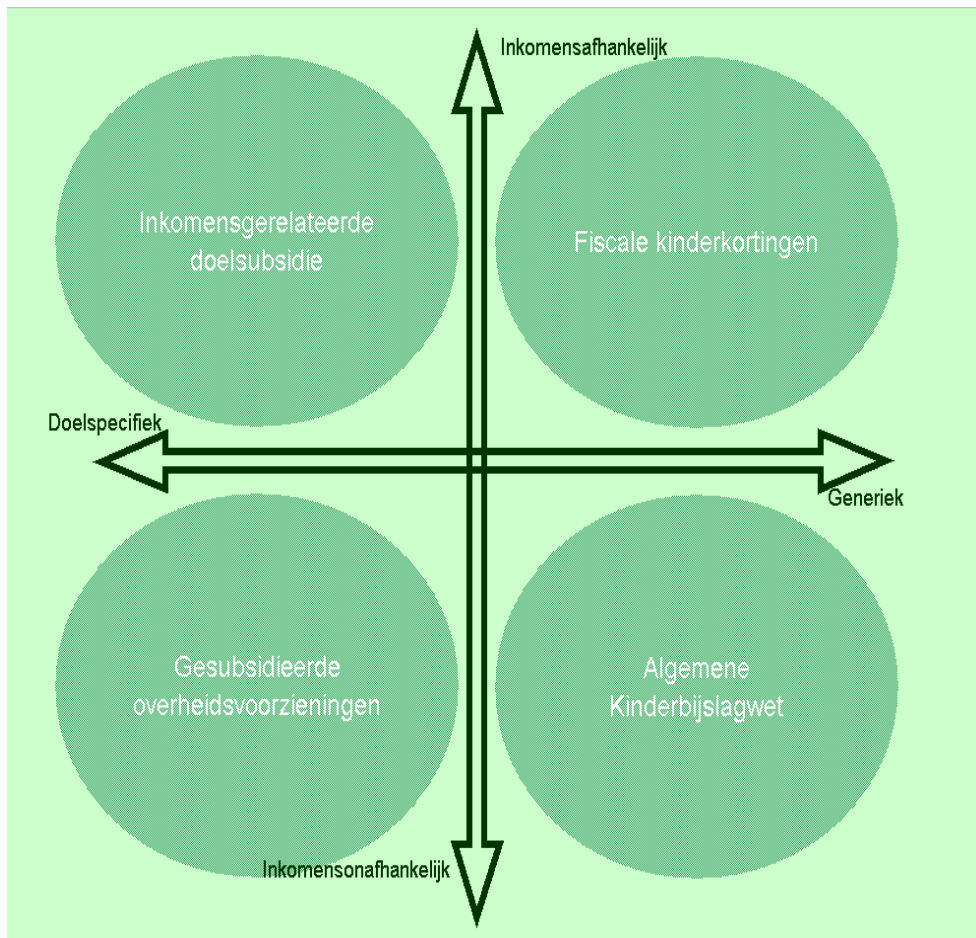 Inkomensafhankelijk
Inkomensgerelateerde
doelsubsidie
Fiscale kinderkortingen
Doelspecifiek
Generiek
Gesubsidieerde
overheidsvoorzieningen
Algemene
Kinderbijslagwet
Inkomensonafhankelijk